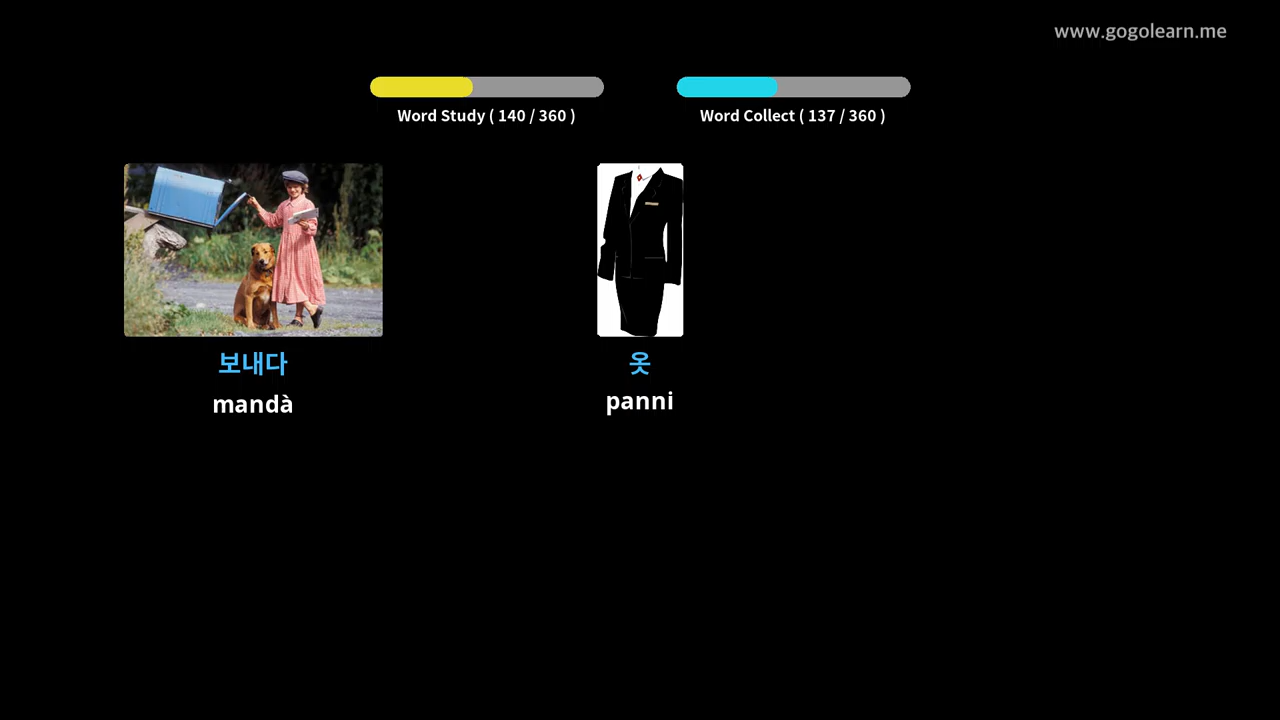 www.gogolearn.me
Word Study ( 140 / 360 )
Word Collect ( 137 / 360 )
보내다
mandà
옷
panni